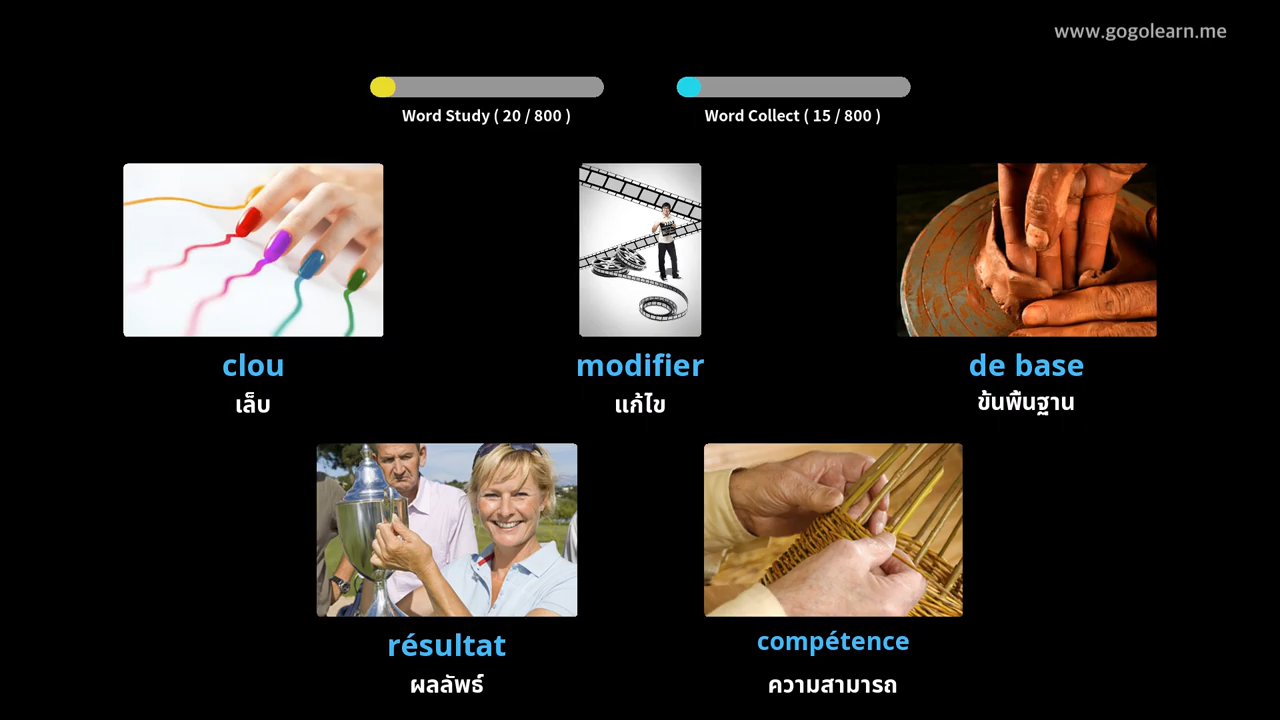 www.gogolearn.me
Word Study ( 20 / 800 )
Word Collect ( 15 / 800 )
clou
modifier
de base
เล็บ
แก้ไข
ขั้นพื้นฐาน
résultat
compétence
ผลลัพธ์
ความสามารถ